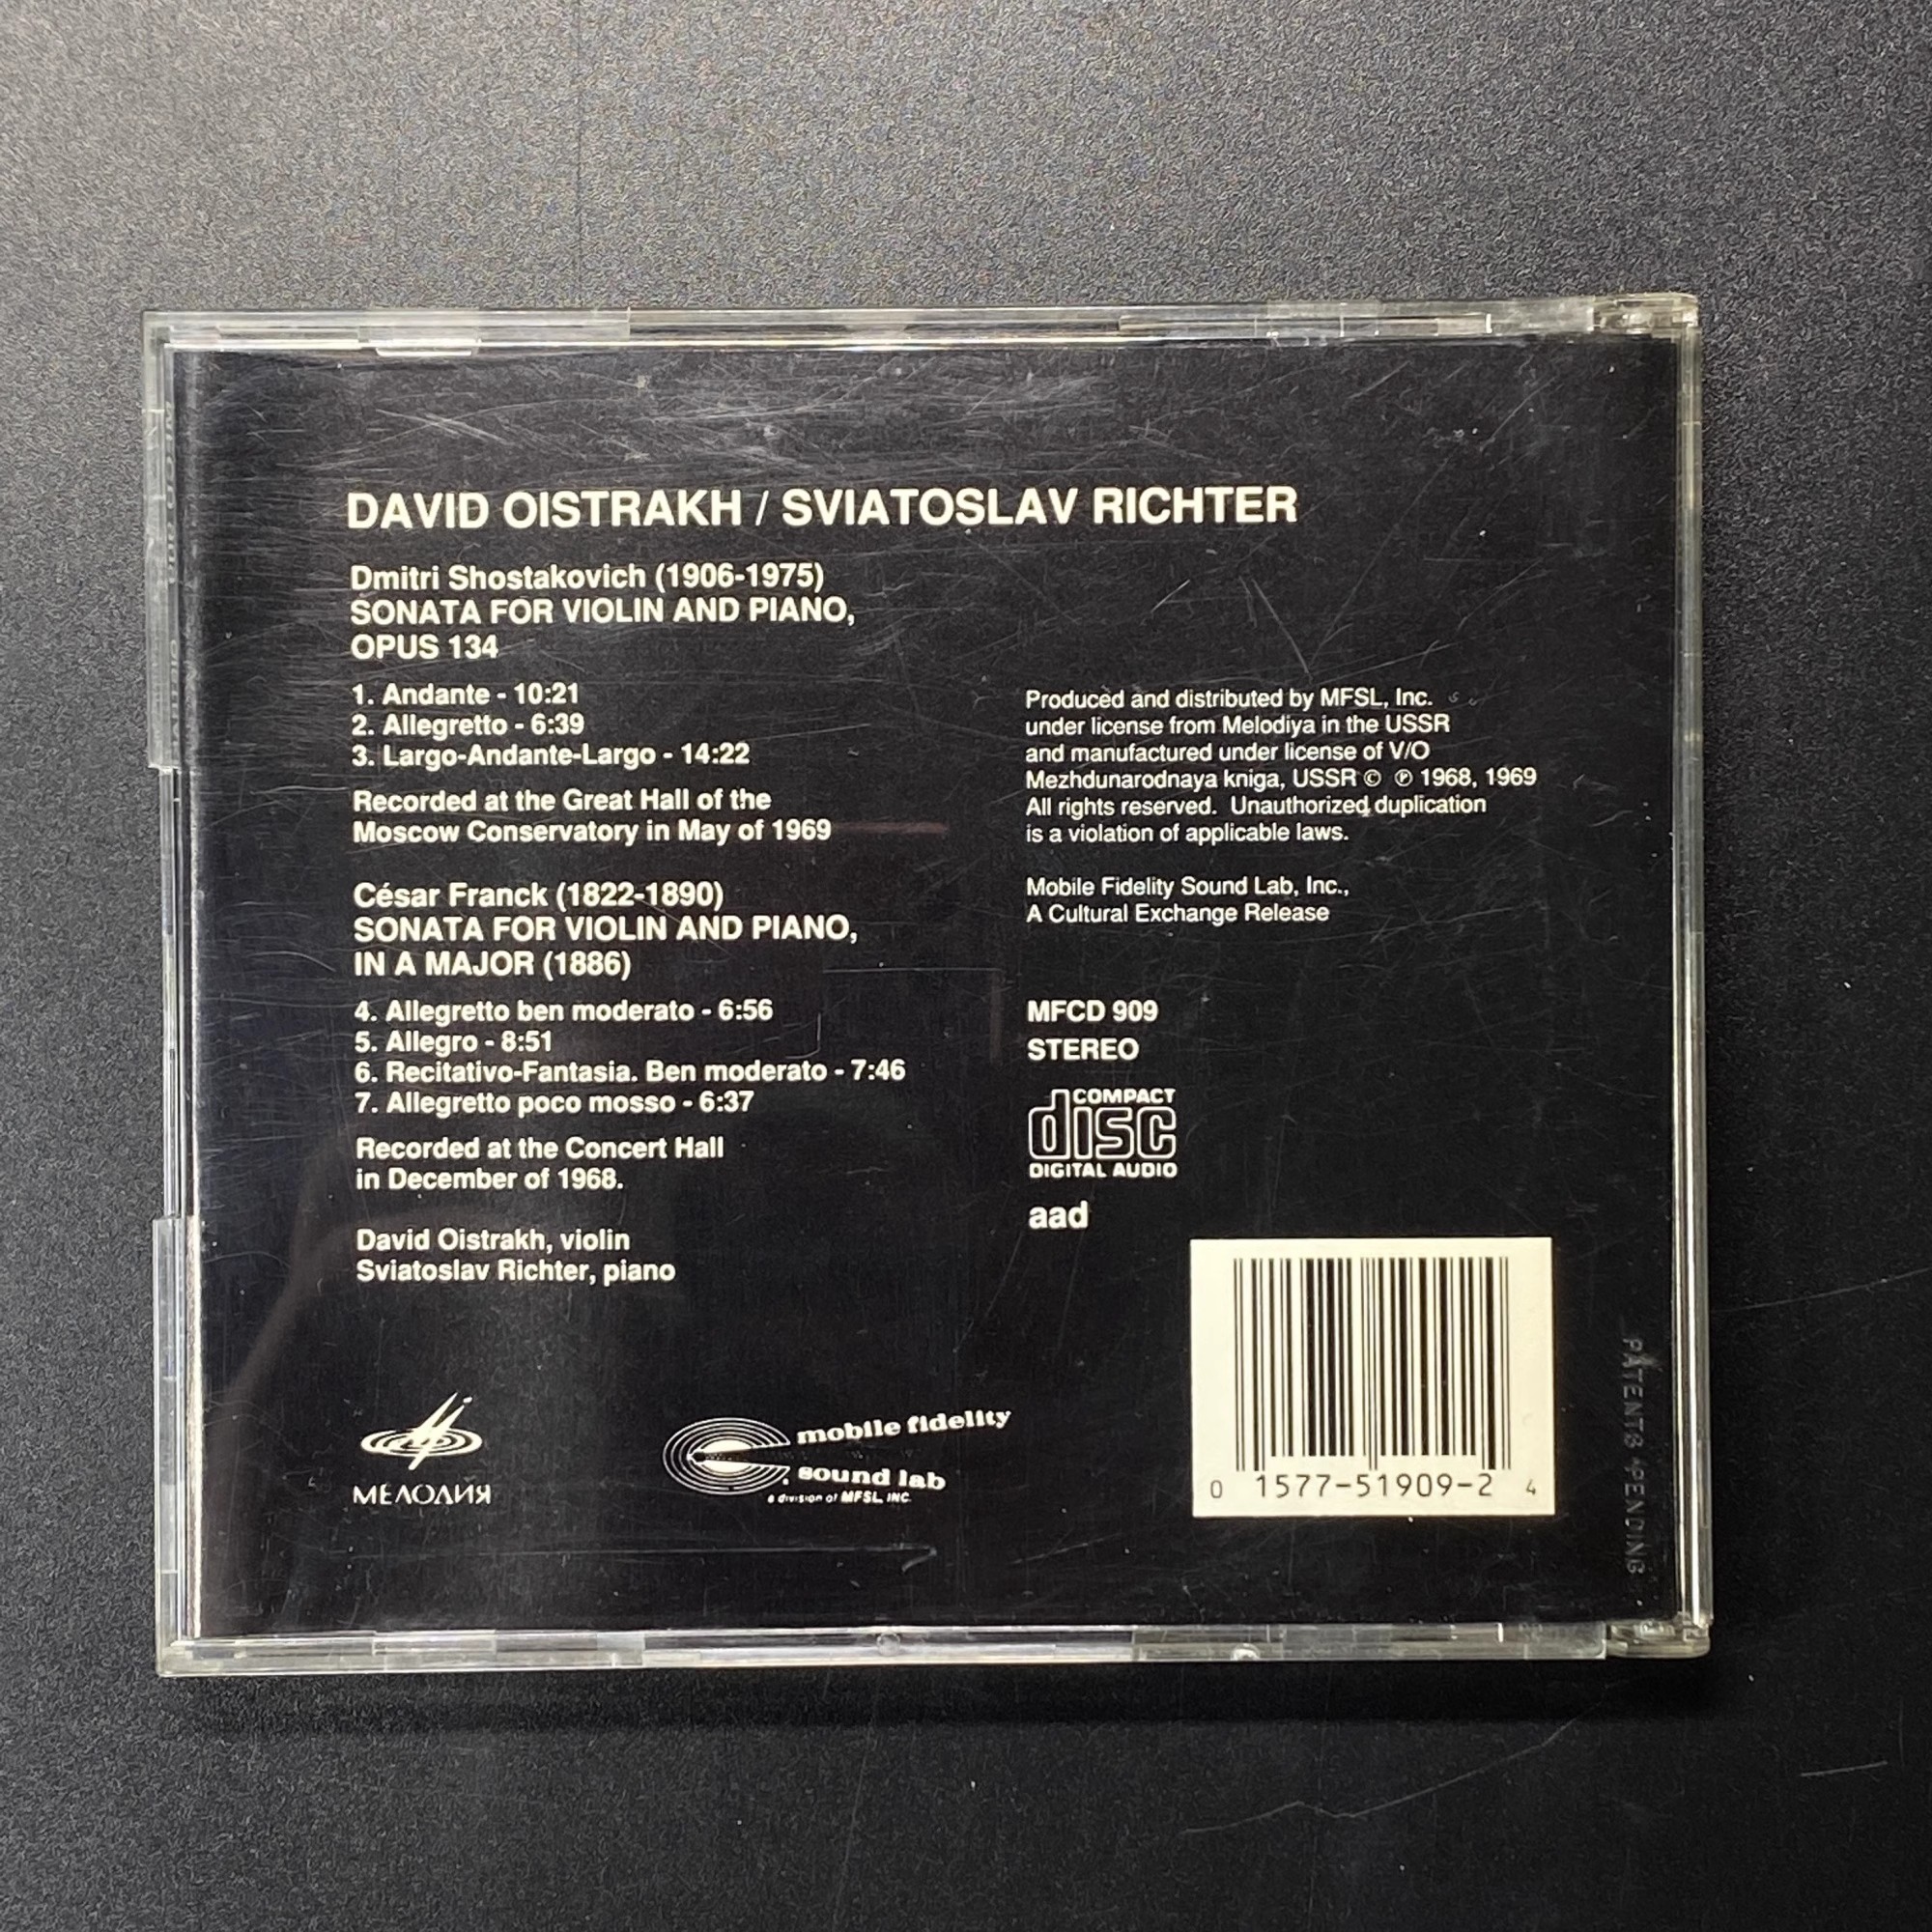 DAVID OISTRAKH / SVIATOSLAV RICHTER
Dmitri Shostakovich (1906-1975)
SONATA FOR VIOLIN AND PIANO,
OPUS 134
1. Andante - 10:21
2. Allegretto - 6:39
3. Largo-Andante-Largo - 14:22
Recorded at the Great Hall of the
Moscow Conservatory in May of 1969
César Franck (1822-1890)
SONATA FOR VIOLIN AND PIANO,
IN A MAJOR (1886)
4. Allegretto ben moderato - 6:56
5. Allegro - 8:51
6. Recitativo-Fantasia. Ben moderato - 7:46
7. Allegretto poco mosso - 6:37
Recorded at the Concert Hall
in December of 1968.
David Oistrakh, violin
Sviatoslav Richter, piano
Produced and distributed by MFSL, Inc.
under license from Melodiya in the USSR
and manufactured under license of V/O
Mezhdunarodnaya kniga, USSR © ℗ 1968, 1969
All rights reserved. Unauthorized duplication
is a violation of applicable laws.
Mobile Fidelity Sound Lab, Inc.,
A Cultural Exchange Release
MFCD 909
STEREO
COMPACT
disc
DIGITAL AUDIO
aad
МЕЛОДИЯ
mobile fidelity
sound lab
a division of MFSL, INC.
0 1577-51909-2 4
PATENTS PENDING